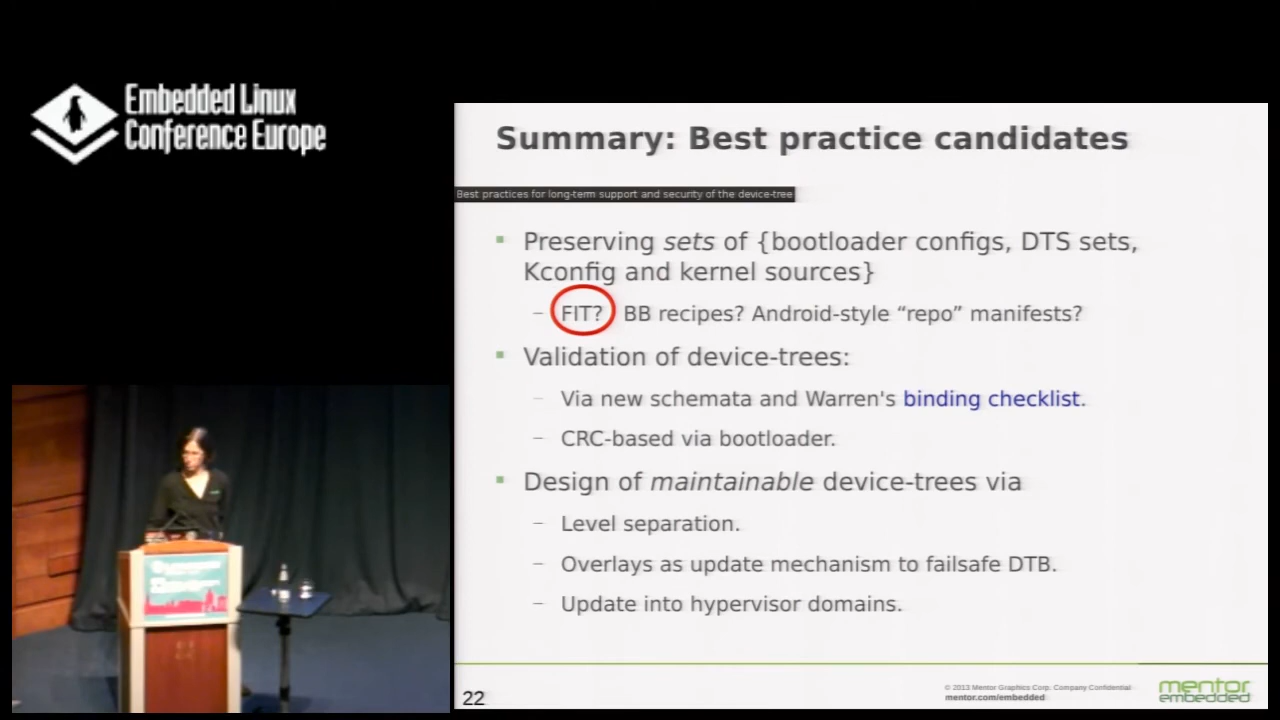 Embedded Linux
Conference Europe
Summary: Best practice candidates
Best practices for long-term support and security of the device-tree
Preserving sets of {bootloader configs, DTS sets,
Kconfig and kernel sources}
– FIT? BB recipes? Android-style “repo” manifests?
Validation of device-trees:
– Via new schemata and Warren's binding checklist.
– CRC-based via bootloader.
Design of maintainable device-trees via
– Level separation.
– Overlays as update mechanism to failsafe DTB.
– Update into hypervisor domains.
22
© 2013 Mentor Graphics Corp. Company Confidential
mentor.com/embedded
mentor
embedded